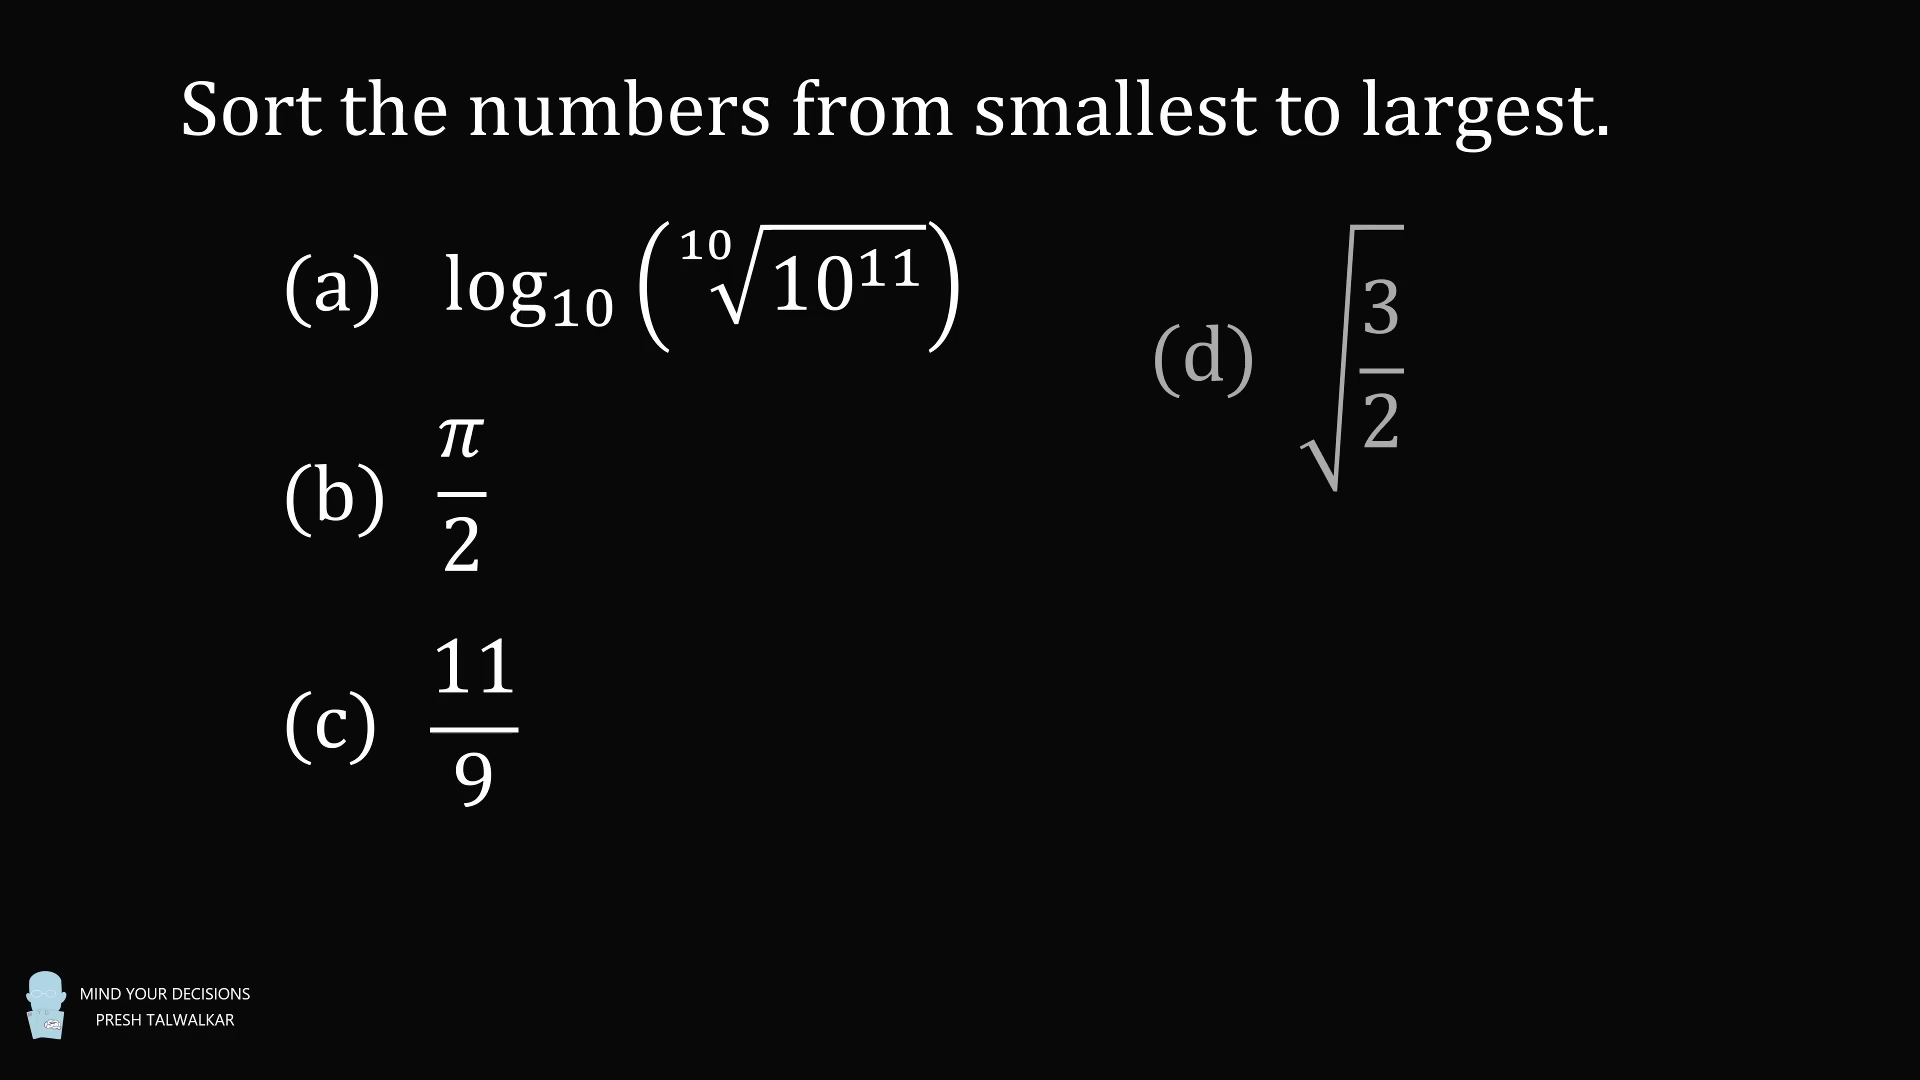 Sort the numbers from smallest to largest.
(a) log₁₀ (¹⁰√10¹¹)
(b) π/2
(c) 11/9
(d) √(3/2)
MIND YOUR DECISIONS
PRESH TALWALKAR